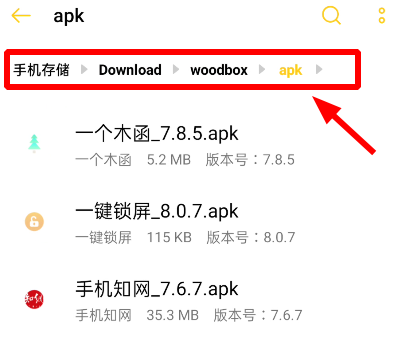 apk
手机存储 Download woodbox apk
一个木函_7.8.5.apk
一个木函 5.2 MB 版本号：7.8.5
一键锁屏_8.0.7.apk
一键锁屏 115 KB 版本号：8.0.7
手机知网_7.6.7.apk
手机知网 35.3 MB 版本号：7.6.7